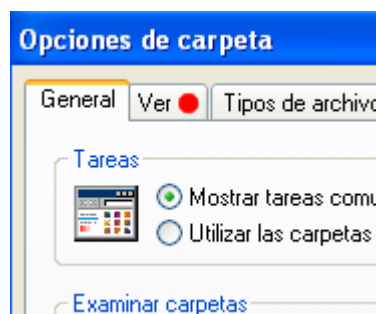 Opciones de carpeta
General Ver Tipos de archivo
Tareas
Mostrar tareas comu
Utilizar las carpetas
Examinar carpetas